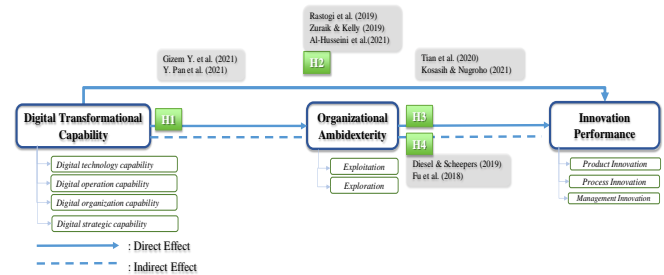 Rastogi et al. (2019)
Zuraik & Kelly (2019)
Al-Husseini et al.(2021)
Gizem Y. et al. (2021)
Y. Pan et al. (2021)
H2
Tian et al. (2020)
Kosasih & Nugroho (2021)
Digital Transformational
Capability
H1
Organizational
Ambidexterity
H3
H4
Innovation
Performance
Diesel & Scheepers (2019)
Fu et al. (2018)
Digital technology capability
Digital operation capability
Digital organization capability
Digital strategic capability
Exploitation
Exploration
Product Innovation
Process Innovation
Management Innovation
: Direct Effect
: Indirect Effect